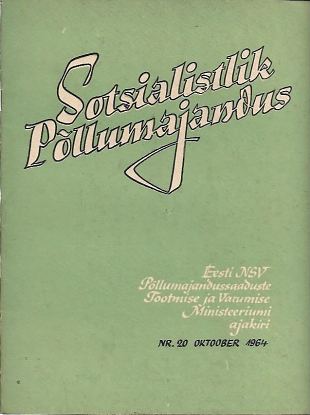 Sotsialistlik
Põllumajandus
Eesti NSV
Põllumajandussaaduste
Tootmise ja Varumise
Ministeeriumi
ajakiri
NR. 20 OKTOOBER 1964